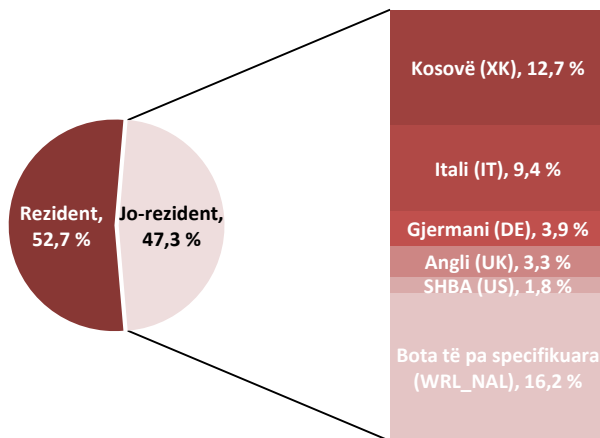 Rezident,
52,7 %
Jo-rezident,
47,3 %
Kosovë (XK), 12,7 %
Itali (IT), 9,4 %
Gjermani (DE), 3,9 %
Angli (UK), 3,3 %
SHBA (US), 1,8 %
Bota të pa specifikuara
(WRL_NAL), 16,2 %